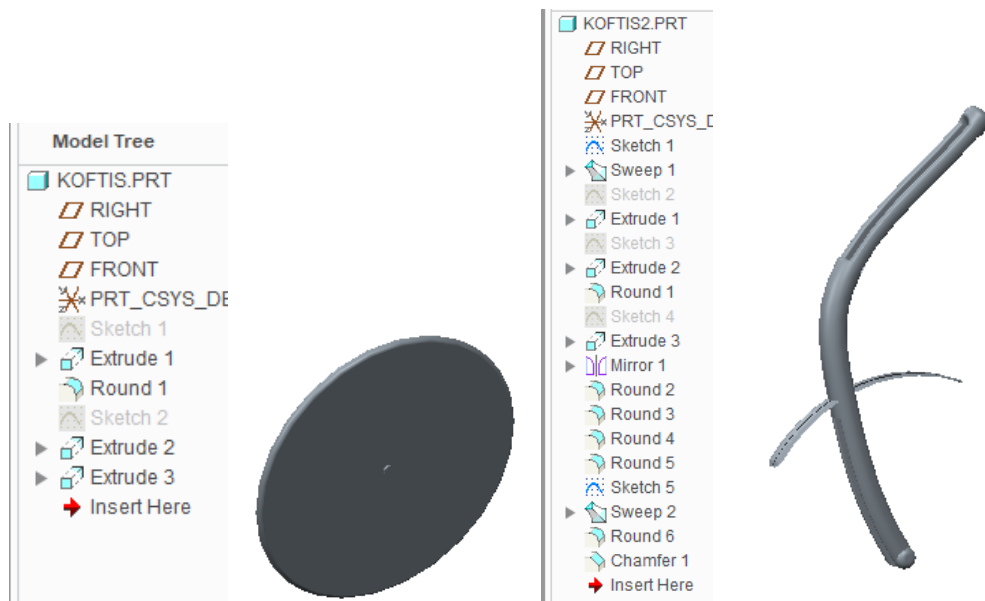 Model Tree
KOFTIS.PRT
RIGHT
TOP
FRONT
PRT_CSYS_DE
Sketch 1
Extrude 1
Round 1
Sketch 2
Extrude 2
Extrude 3
Insert Here
KOFTIS2.PRT
RIGHT
TOP
FRONT
PRT_CSYS_D
Sketch 1
Sweep 1
Sketch 2
Extrude 1
Sketch 3
Extrude 2
Round 1
Sketch 4
Extrude 3
Mirror 1
Round 2
Round 3
Round 4
Round 5
Sketch 5
Sweep 2
Round 6
Chamfer 1
Insert Here